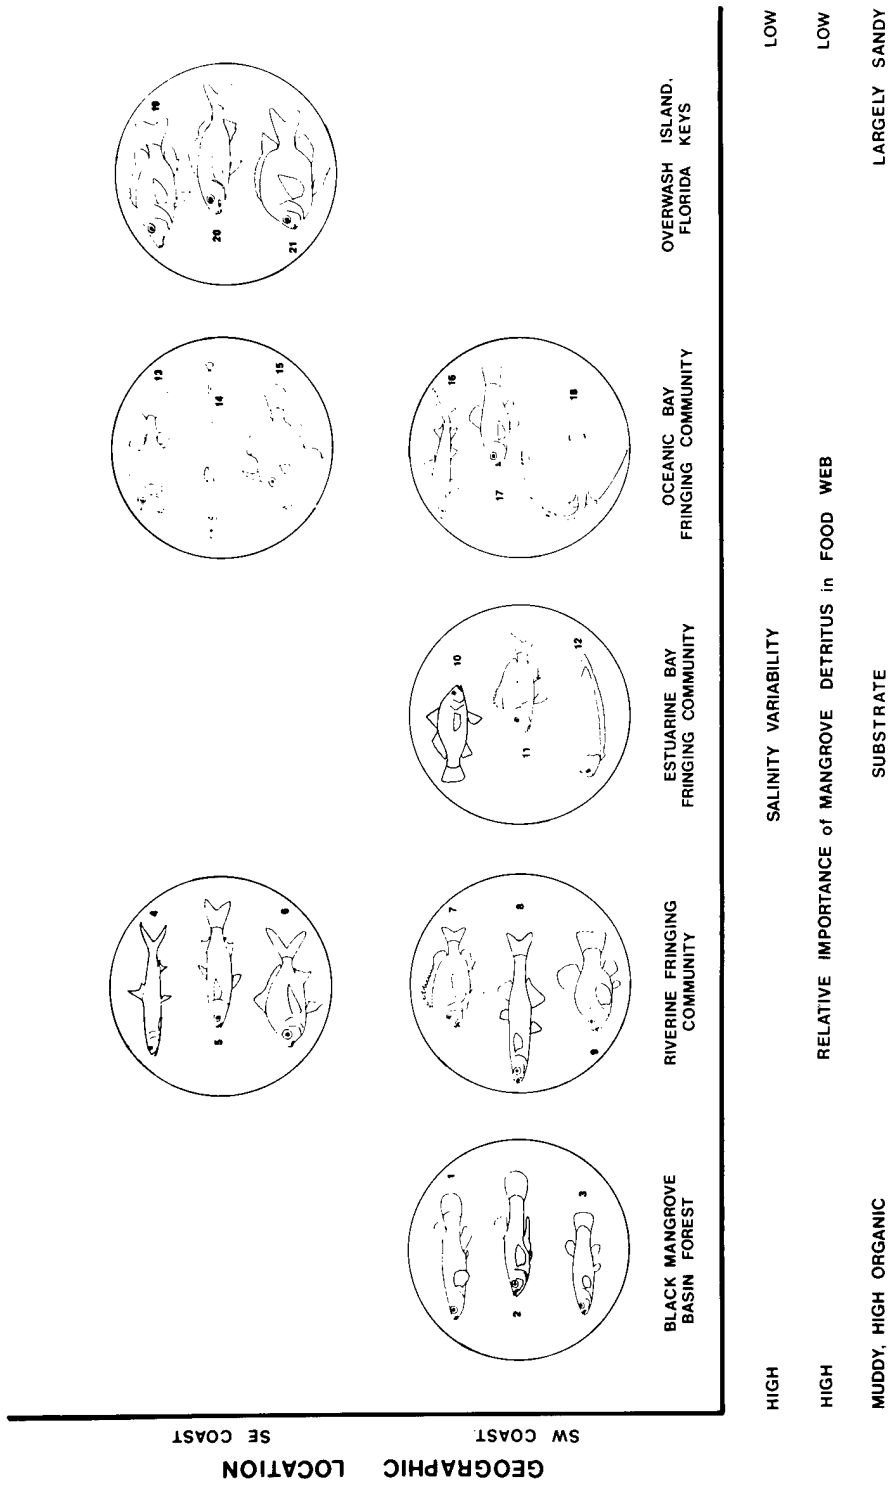 GEOGRAPHIC LOCATION
SE COAST
SW COAST
1
2
3
4
5
6
7
8
9
10
11
12
13
14
15
16
17
18
19
20
21
BLACK MANGROVE
BASIN FOREST
RIVERINE FRINGING
COMMUNITY
ESTUARINE BAY
FRINGING COMMUNITY
OCEANIC BAY
FRINGING COMMUNITY
OVERWASH ISLAND,
FLORIDA KEYS
HIGH SALINITY VARIABILITY LOW
HIGH RELATIVE IMPORTANCE of MANGROVE DETRITUS in FOOD WEB LOW
MUDDY, HIGH ORGANIC SUBSTRATE LARGELY SANDY